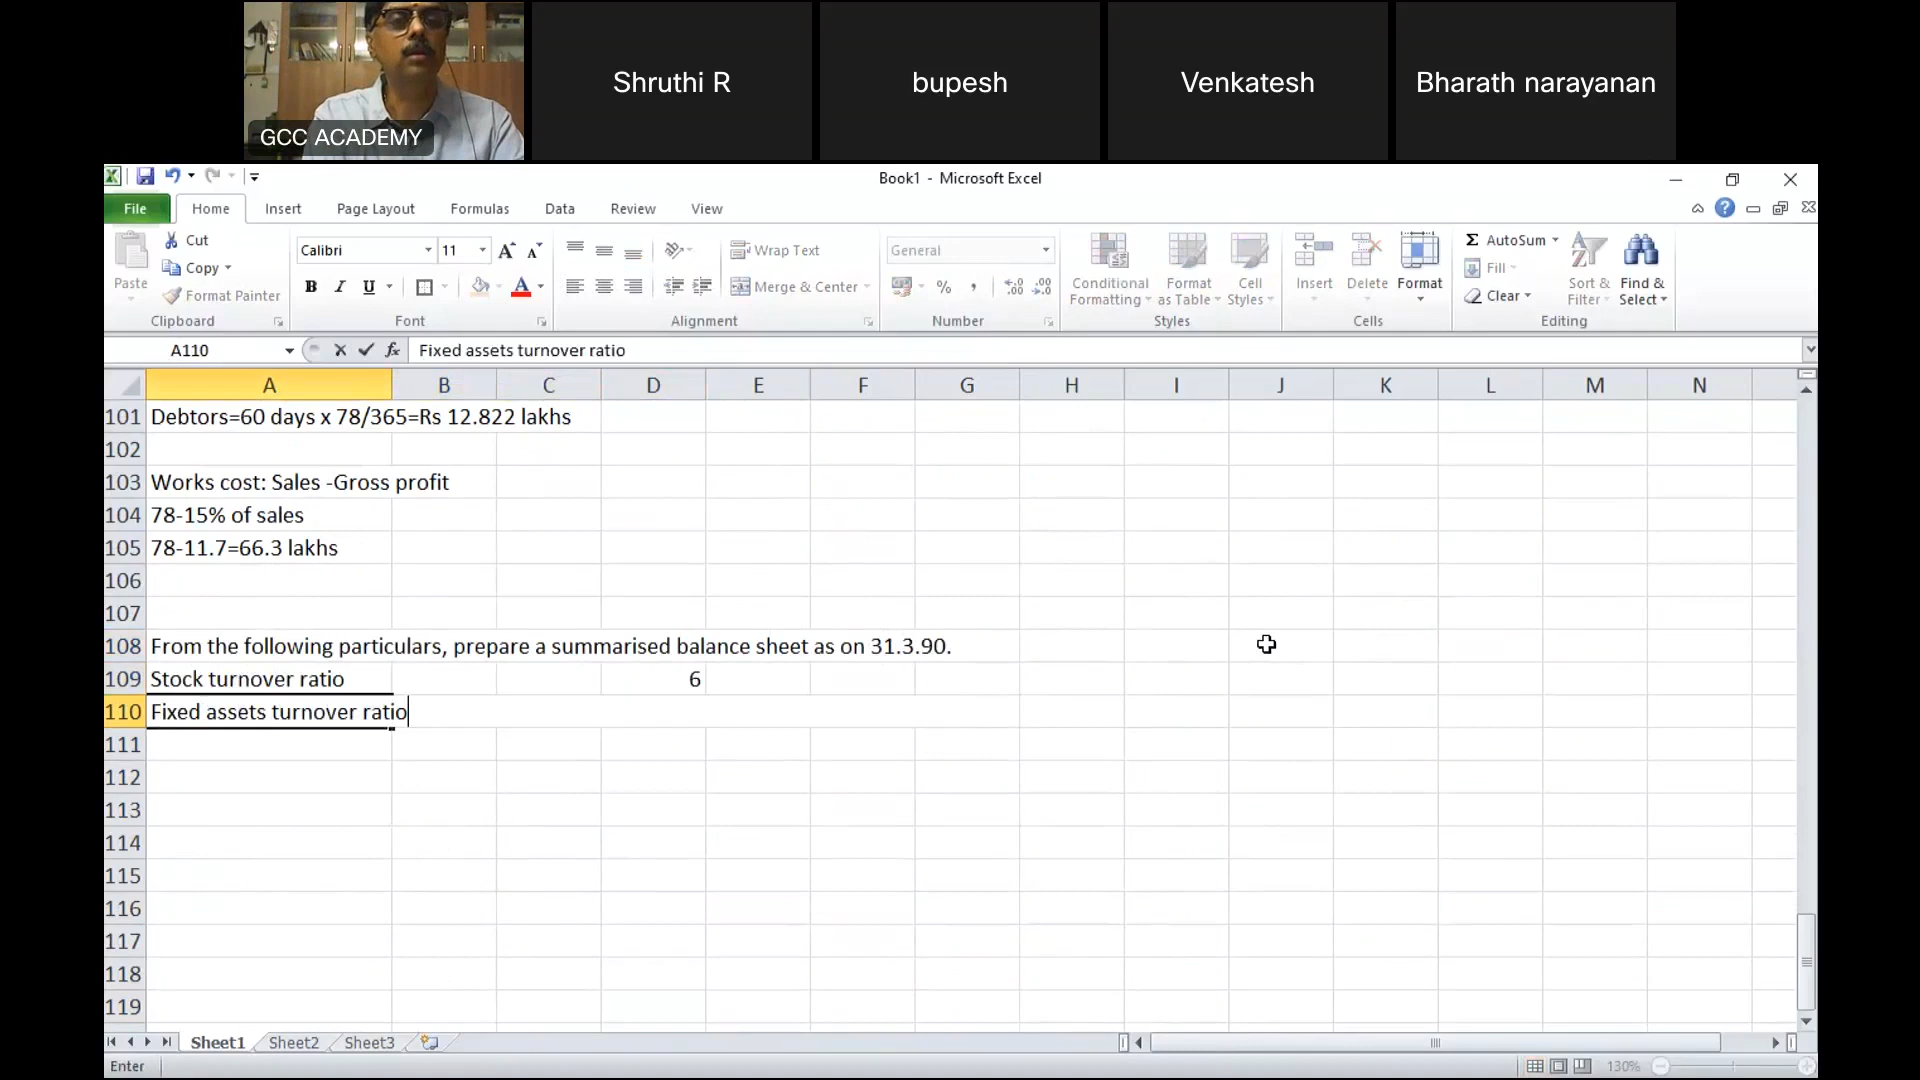 Shruthi R
bupesh
Venkatesh
Bharath narayanan
GCC ACADEMY
Book1 - Microsoft Excel
File Home Insert Page Layout Formulas Data Review View
Cut
Copy
Format Painter
Paste
Clipboard
Calibri 11
B I U
Font
Wrap Text
Merge & Center
Alignment
General
Number
Conditional Formatting
Format as Table
Cell Styles
Styles
Insert Delete Format
Cells
AutoSum
Fill
Clear
Sort & Filter
Find & Select
Editing
A110 fx Fixed assets turnover ratio
A B C D E F G H I J K L M N
101 Debtors=60 days x 78/365=Rs 12.822 lakhs
102
103 Works cost: Sales -Gross profit
104 78-15% of sales
105 78-11.7=66.3 lakhs
106
107
108 From the following particulars, prepare a summarised balance sheet as on 31.3.90.
109 Stock turnover ratio 6
110 Fixed assets turnover ratio
111
112
113
114
115
116
117
118
119
Sheet1 Sheet2 Sheet3
Enter
130%